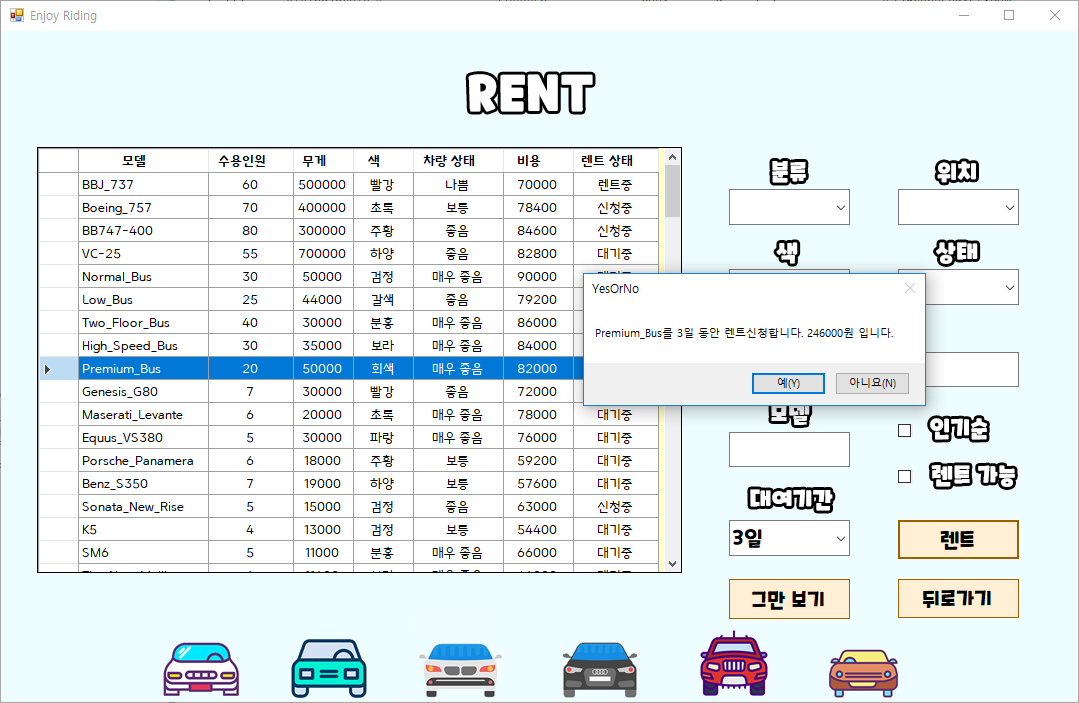 Enjoy Riding
RENT
모델 수용인원 무게 색 차량 상태 비용 렌트 상태
BBJ_737 60 500000 빨강 나쁨 70000 렌트중
Boeing_757 70 400000 초록 보통 78400 신청중
BB747-400 80 300000 주황 좋음 84600 신청중
VC-25 55 700000 하양 좋음 82800 대기중
Normal_Bus 30 50000 검정 매우 좋음 90000
Low_Bus 25 44000 갈색 좋음 79200
Two_Floor_Bus 40 30000 분홍 매우 좋음 86000
High_Speed_Bus 30 35000 보라 매우 좋음 84000
Premium_Bus 20 50000 회색 매우 좋음 82000
Genesis_G80 7 30000 빨강 좋음 72000
Maserati_Levante 6 20000 초록 매우 좋음 78000 대기중
Equus_VS380 5 30000 파랑 매우 좋음 76000 대기중
Porsche_Panamera 6 18000 주황 보통 59200 대기중
Benz_S350 7 19000 하양 보통 57600 대기중
Sonata_New_Rise 5 15000 검정 좋음 63000 신청중
K5 4 13000 검정 보통 54400 대기중
SM6 5 11000 분홍 매우 좋음 66000 대기중
분류 위치
색 상태
YesOrNo
Premium_Bus를 3일 동안 렌트신청합니다. 246000원 입니다.
예(Y) 아니요(N)
모델
인기순
렌트 가능
대여기간
3일
렌트
그만 보기
뒤로가기